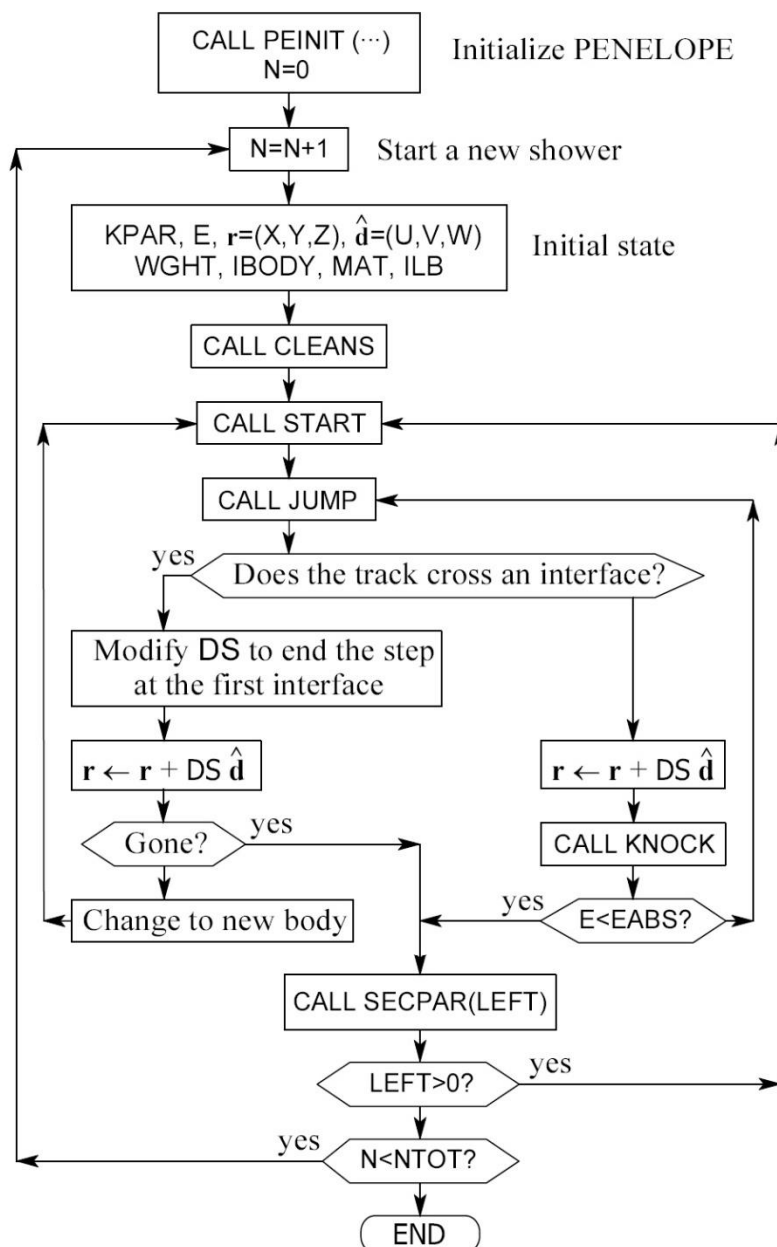 CALL PEINIT (···)
N=0
Initialize PENELOPE
N=N+1
Start a new shower
KPAR, E, r=(X,Y,Z), d̂=(U,V,W)
WGHT, IBODY, MAT, ILB
Initial state
CALL CLEANS
CALL START
CALL JUMP
yes
Does the track cross an interface?
Modify DS to end the step
at the first interface
r ← r + DS d̂
r ← r + DS d̂
Gone?
yes
CALL KNOCK
Change to new body
yes
E<EABS?
CALL SECPAR(LEFT)
LEFT>0?
yes
yes
N<NTOT?
END